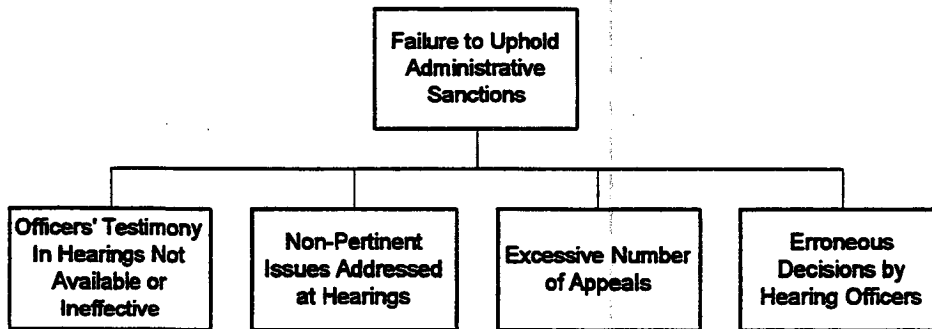 Failure to Uphold
Administrative
Sanctions
Officers' Testimony
In Hearings Not
Available or
Ineffective
Non-Pertinent
Issues Addressed
at Hearings
Excessive Number
of Appeals
Erroneous
Decisions by
Hearing Officers